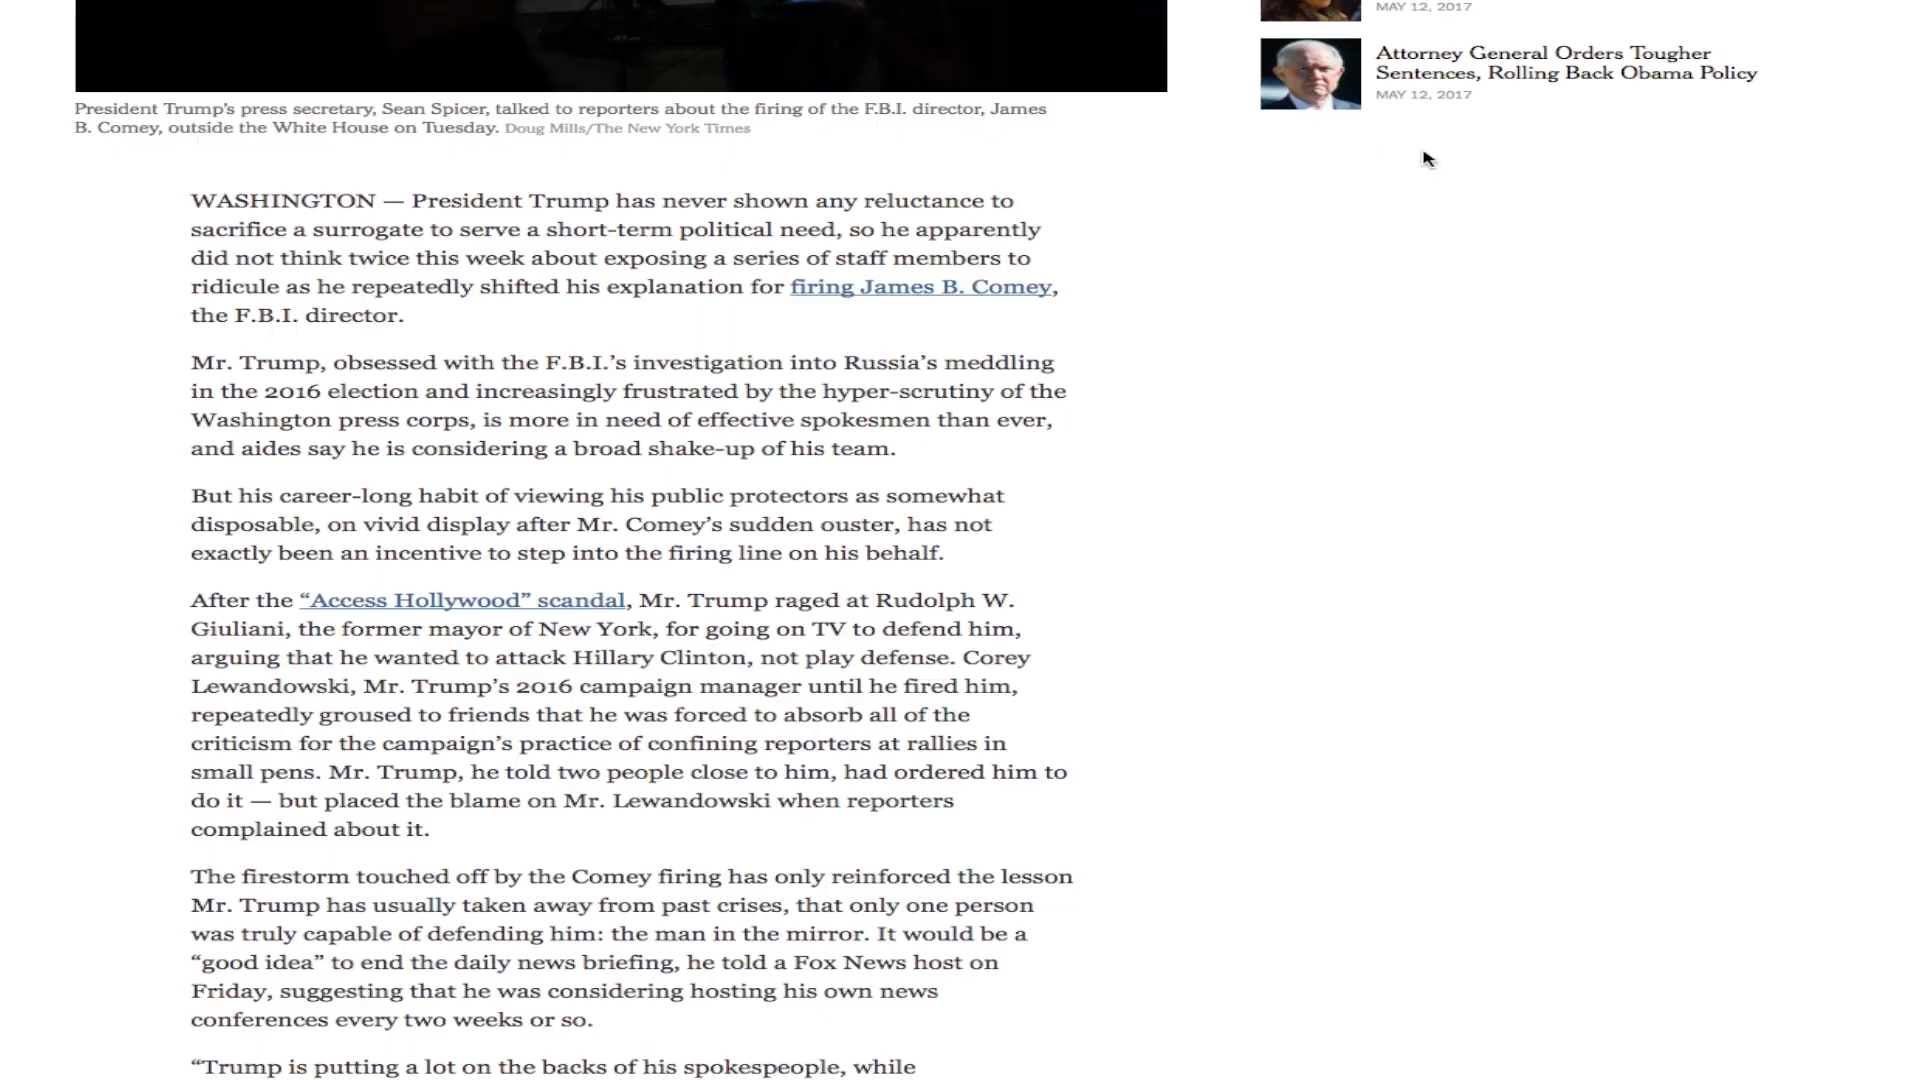 MAY 12, 2017
Attorney General Orders Tougher
Sentences, Rolling Back Obama Policy
MAY 12, 2017
President Trump’s press secretary, Sean Spicer, talked to reporters about the firing of the F.B.I. director, James
B. Comey, outside the White House on Tuesday. Doug Mills/The New York Times
WASHINGTON — President Trump has never shown any reluctance to
sacrifice a surrogate to serve a short-term political need, so he apparently
did not think twice this week about exposing a series of staff members to
ridicule as he repeatedly shifted his explanation for firing James B. Comey,
the F.B.I. director.
Mr. Trump, obsessed with the F.B.I.’s investigation into Russia’s meddling
in the 2016 election and increasingly frustrated by the hyper-scrutiny of the
Washington press corps, is more in need of effective spokesmen than ever,
and aides say he is considering a broad shake-up of his team.
But his career-long habit of viewing his public protectors as somewhat
disposable, on vivid display after Mr. Comey’s sudden ouster, has not
exactly been an incentive to step into the firing line on his behalf.
After the “Access Hollywood” scandal, Mr. Trump raged at Rudolph W.
Giuliani, the former mayor of New York, for going on TV to defend him,
arguing that he wanted to attack Hillary Clinton, not play defense. Corey
Lewandowski, Mr. Trump’s 2016 campaign manager until he fired him,
repeatedly groused to friends that he was forced to absorb all of the
criticism for the campaign’s practice of confining reporters at rallies in
small pens. Mr. Trump, he told two people close to him, had ordered him to
do it — but placed the blame on Mr. Lewandowski when reporters
complained about it.
The firestorm touched off by the Comey firing has only reinforced the lesson
Mr. Trump has usually taken away from past crises, that only one person
was truly capable of defending him: the man in the mirror. It would be a
“good idea” to end the daily news briefing, he told a Fox News host on
Friday, suggesting that he was considering hosting his own news
conferences every two weeks or so.
“Trump is putting a lot on the backs of his spokespeople, while